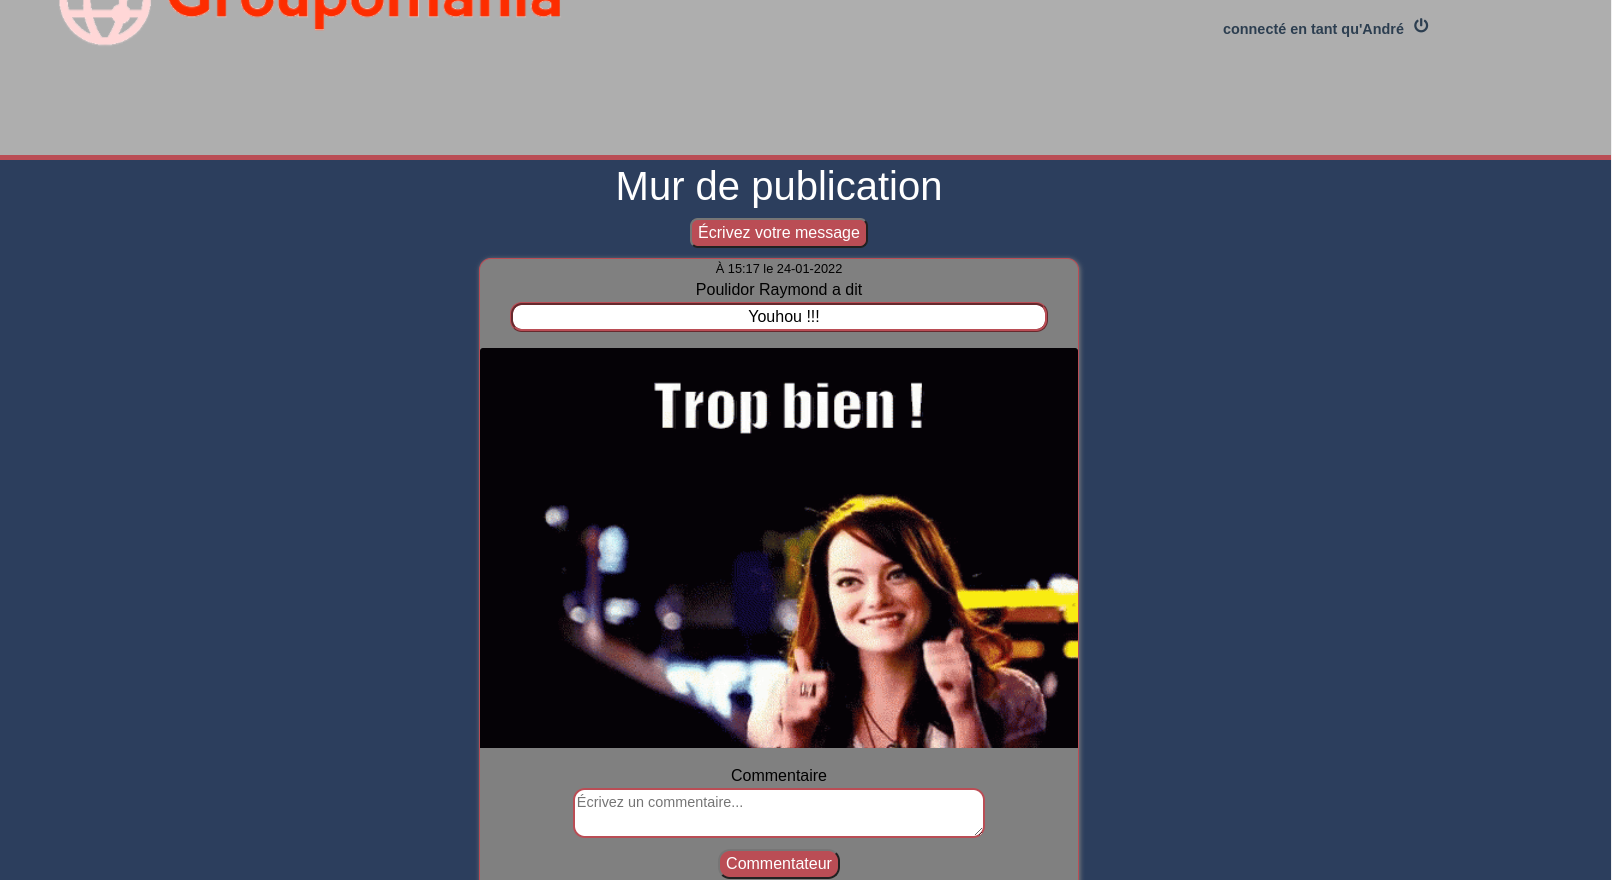 Groupomania
connecté en tant qu'André
Mur de publication
Écrivez votre message
À 15:17 le 24-01-2022
Poulidor Raymond a dit
Youhou !!!
Trop bien !
Commentaire
Écrivez un commentaire...
Commentateur